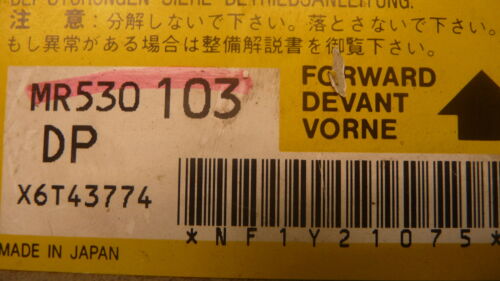 SIEHE BETRIEBSANLEITUNG.
注 意：分解しないで下さい。落とさないで下さい。
もし異常がある場合は整備解説書を御覧下さい。
FORWARD
DEVANT
VORNE
MR530 103
DP
X6T43774
*NF1Y21075*
MADE IN JAPAN